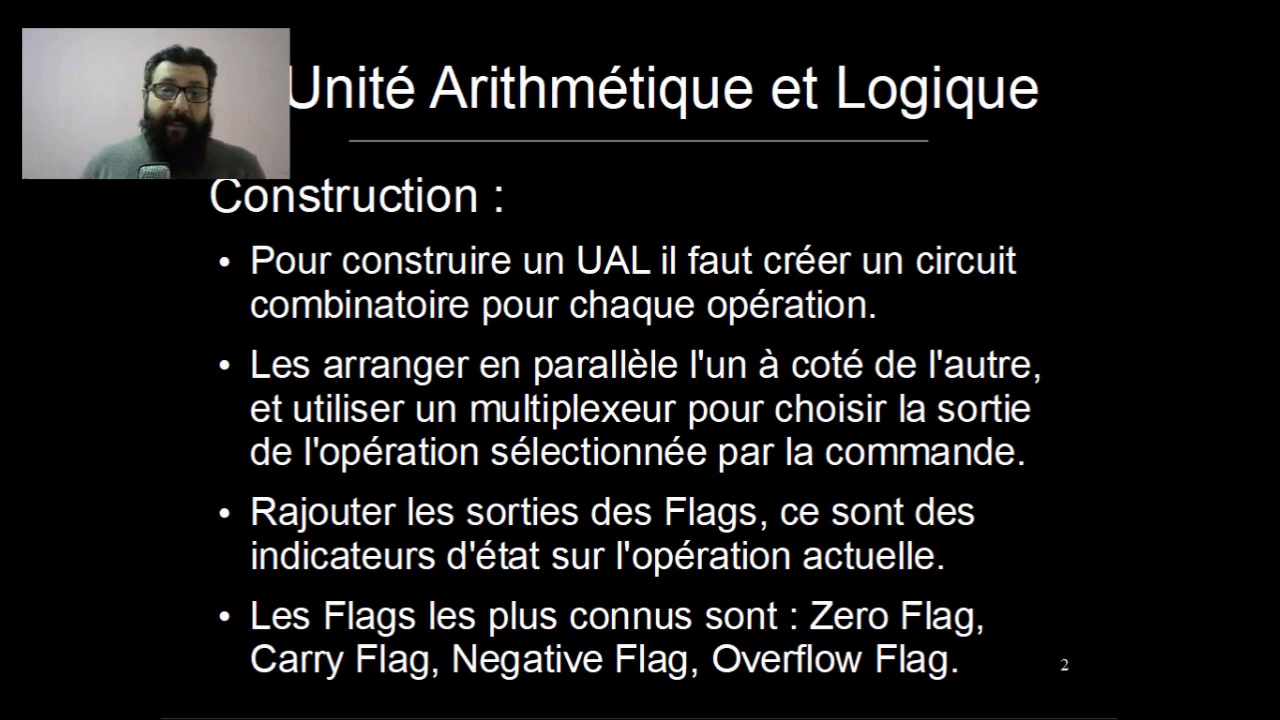 Unité Arithmétique et Logique
Construction :
• Pour construire un UAL il faut créer un circuit
combinatoire pour chaque opération.
• Les arranger en parallèle l'un à coté de l'autre,
et utiliser un multiplexeur pour choisir la sortie
de l'opération sélectionnée par la commande.
• Rajouter les sorties des Flags, ce sont des
indicateurs d'état sur l'opération actuelle.
• Les Flags les plus connus sont : Zero Flag,
Carry Flag, Negative Flag, Overflow Flag.
2